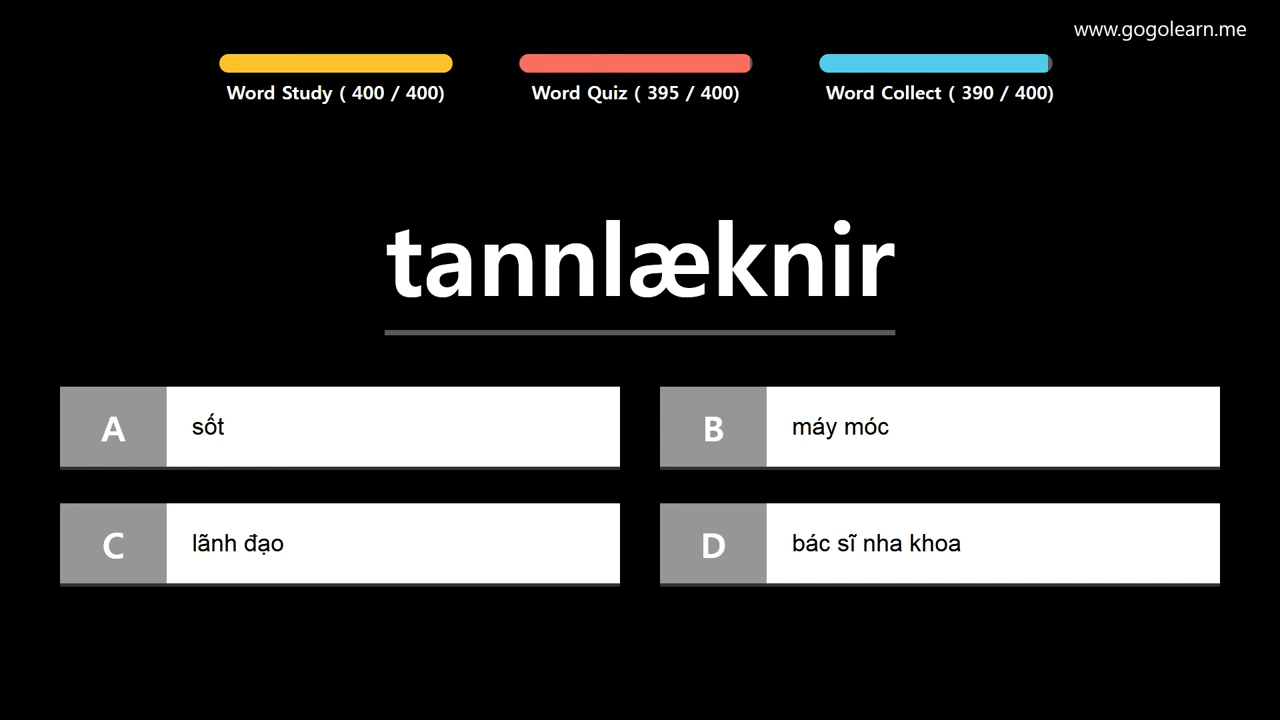 www.gogolearn.me
Word Study ( 400 / 400)
Word Quiz ( 395 / 400)
Word Collect ( 390 / 400)
tannlæknir
A
sốt
B
máy móc
C
lãnh đạo
D
bác sĩ nha khoa